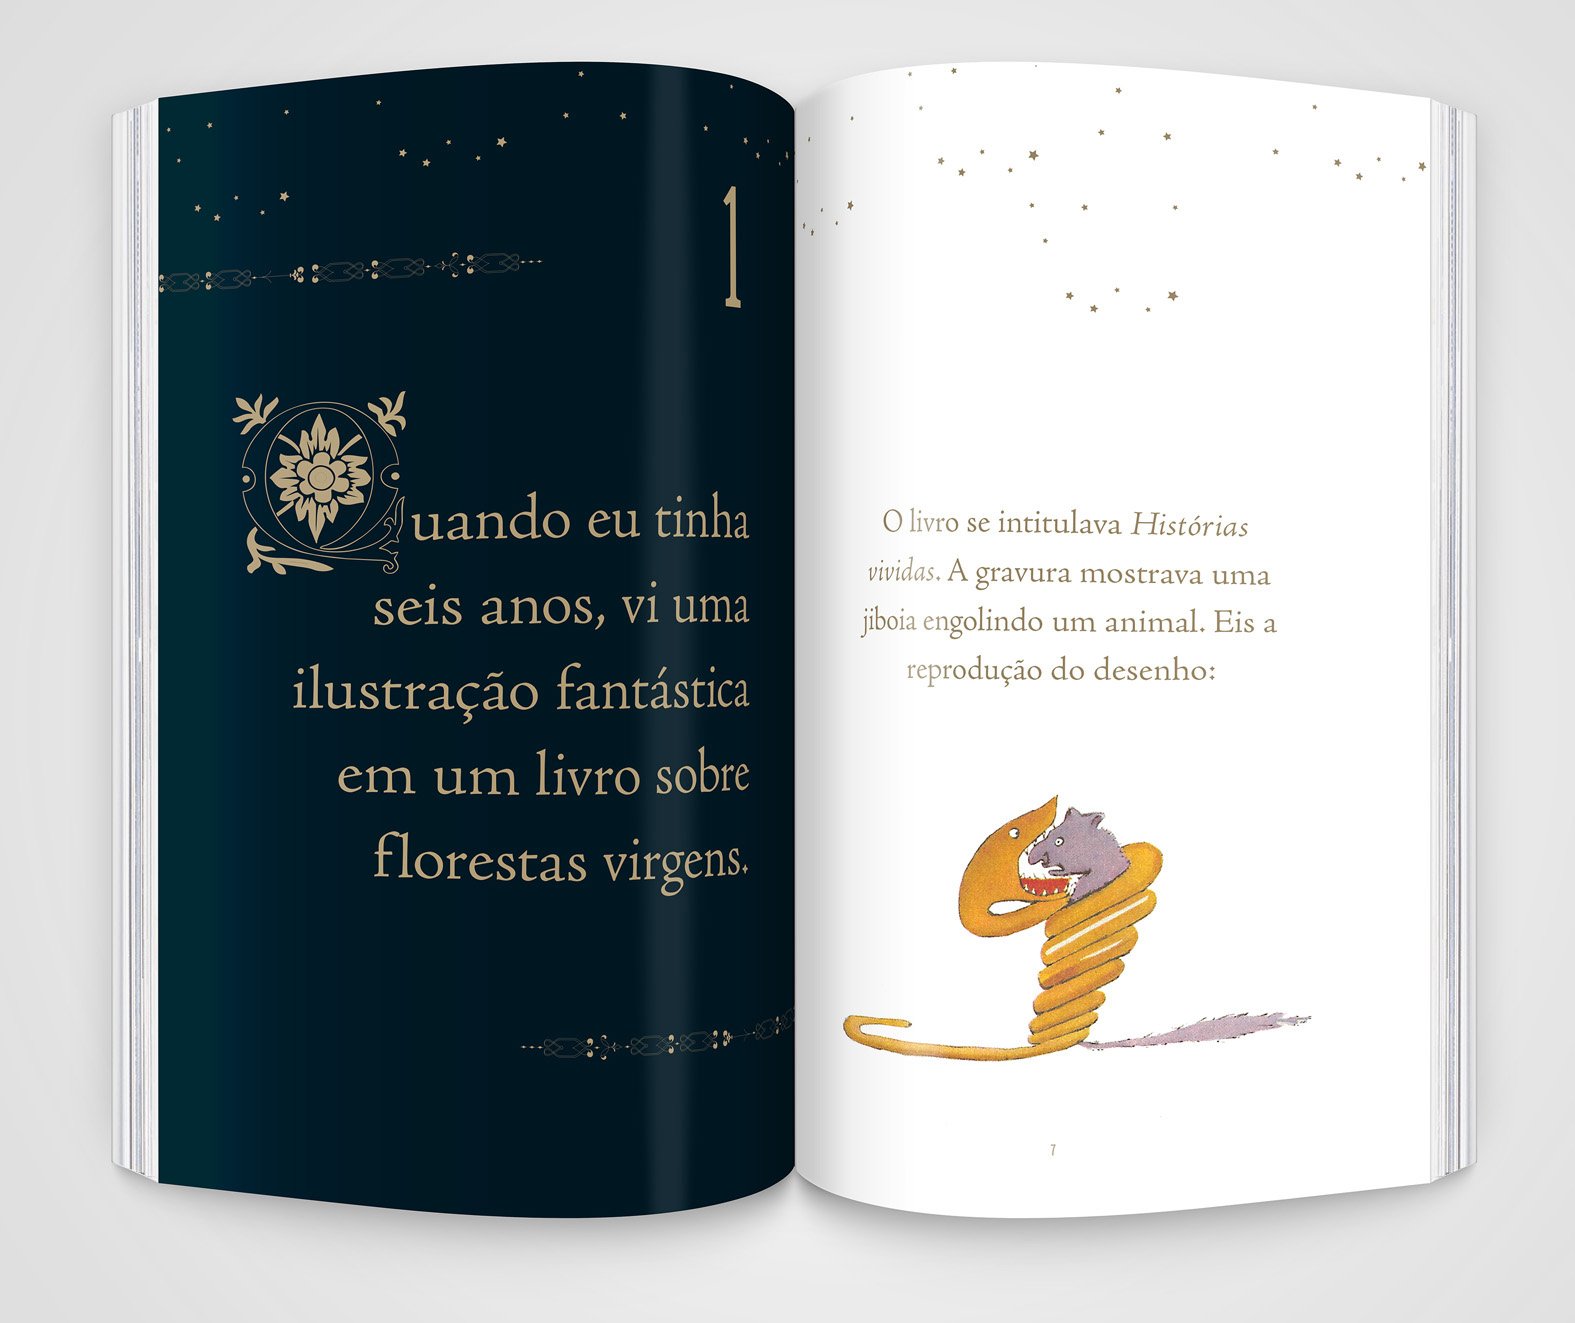 1
Quando eu tinha
seis anos, vi uma
ilustração fantástica
em um livro sobre
florestas virgens.
O livro se intitulava Histórias
vividas. A gravura mostrava uma
jiboia engolindo um animal. Eis a
reprodução do desenho:
7